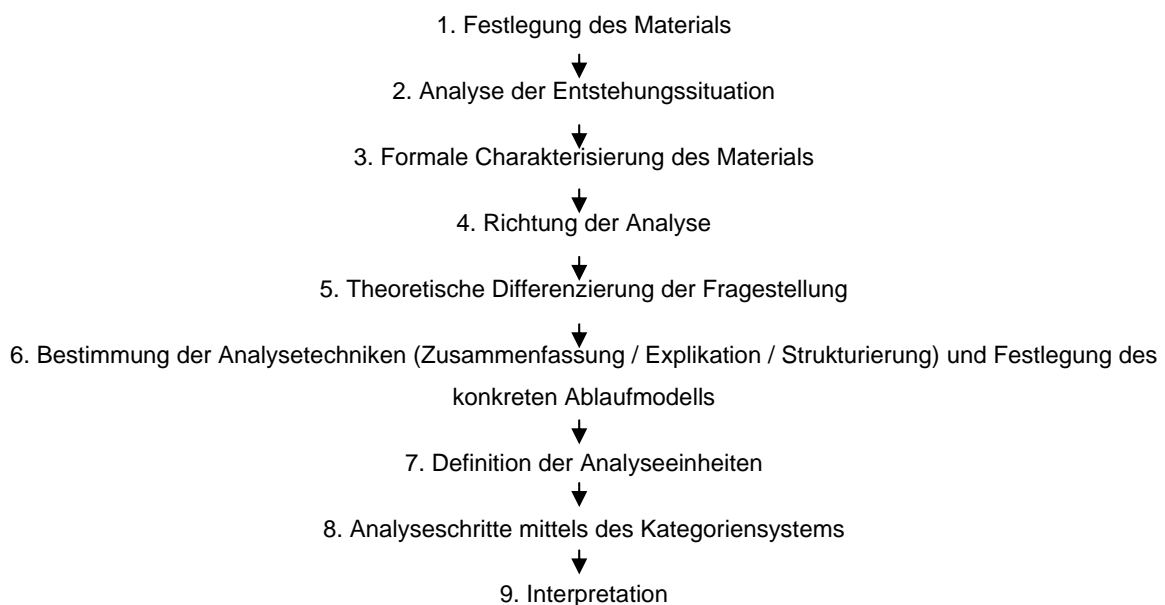 1. Festlegung des Materials
2. Analyse der Entstehungssituation
3. Formale Charakterisierung des Materials
4. Richtung der Analyse
5. Theoretische Differenzierung der Fragestellung
6. Bestimmung der Analysetechniken (Zusammenfassung / Explikation / Strukturierung) und Festlegung des
konkreten Ablaufmodells
7. Definition der Analyseeinheiten
8. Analyseschritte mittels des Kategoriensystems
9. Interpretation